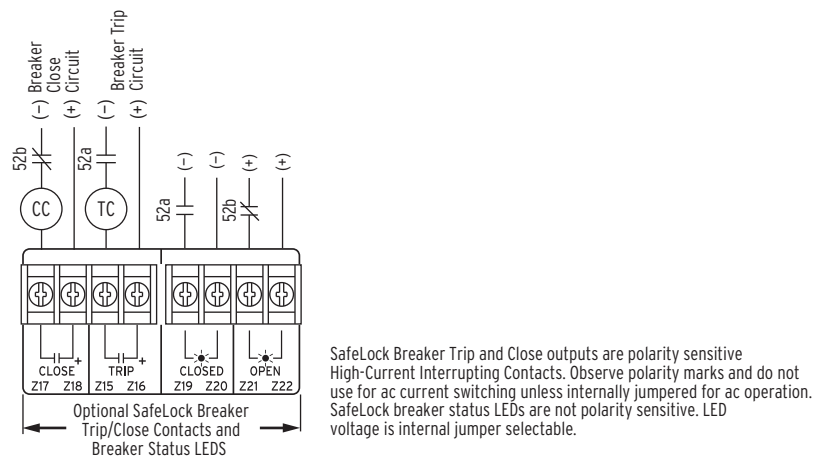 Breaker
Close
Circuit
Breaker Trip
Circuit
(–) (+) (–) (+)
52b 52a
(–) (–) (+) (+)
CC TC
52a 52b
+ +
CLOSE TRIP CLOSED OPEN
Z17 Z18 Z15 Z16 Z19 Z20 Z21 Z22
Optional SafeLock Breaker
Trip/Close Contacts and
Breaker Status LEDS
SafeLock Breaker Trip and Close outputs are polarity sensitive
High-Current Interrupting Contacts. Observe polarity marks and do not
use for ac current switching unless internally jumpered for ac operation.
SafeLock breaker status LEDs are not polarity sensitive. LED
voltage is internal jumper selectable.